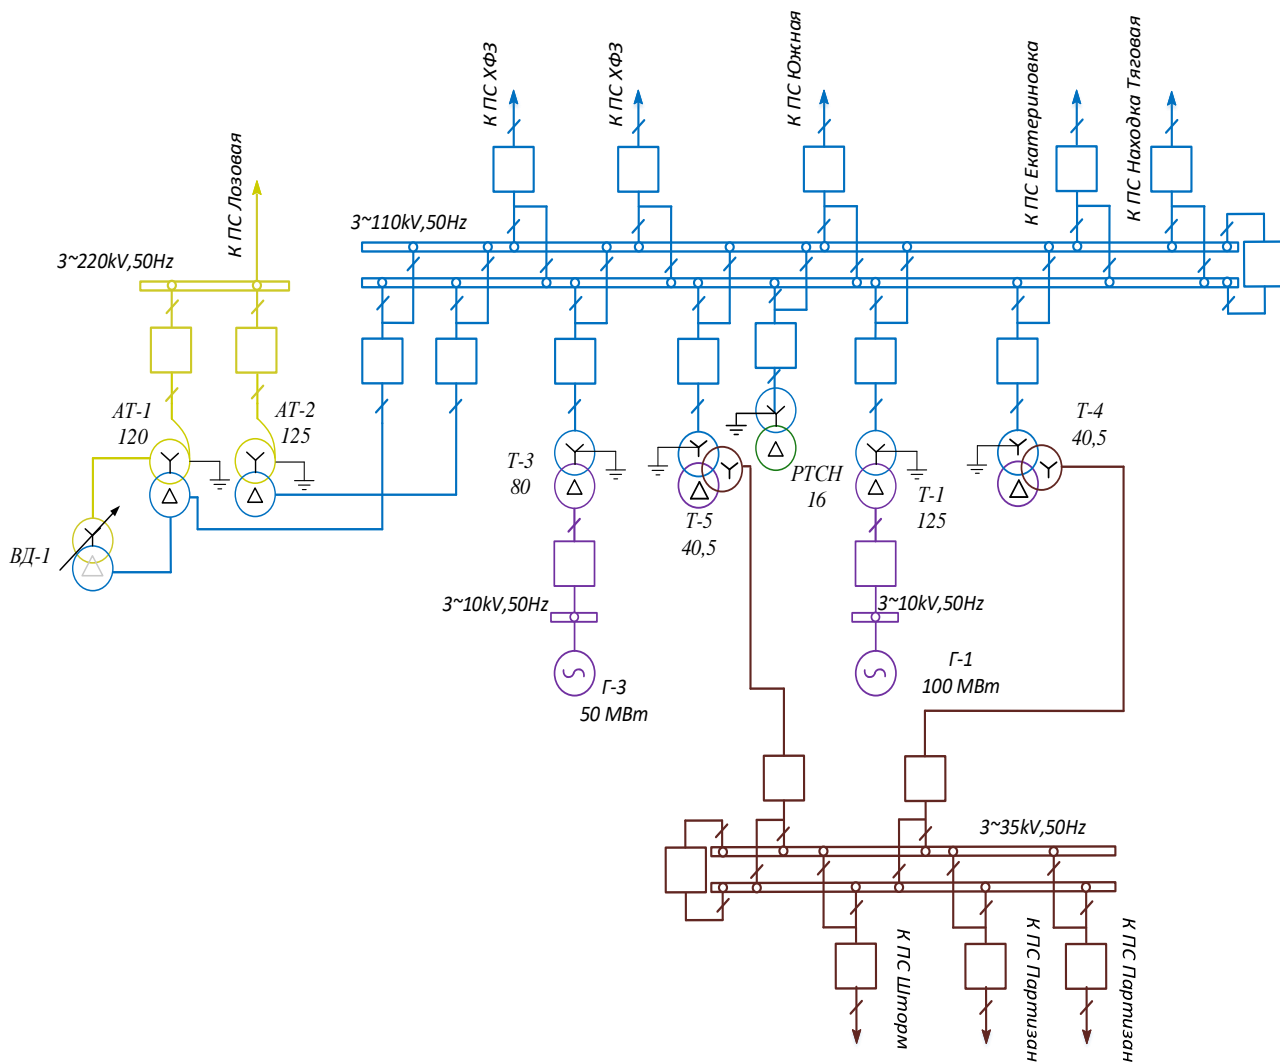 К ПС ХФЗ
К ПС ХФЗ
К ПС Южная
К ПС Екатериновка
К ПС Находка Тяговая
К ПС Лозовая
3~110kV,50Hz
3~220kV,50Hz
АТ-1
120
АТ-2
125
Т-3
80
Т-5
40,5
РТСН
16
Т-1
125
Т-4
40,5
ВД-1
3~10kV,50Hz
3~10kV,50Hz
Г-3
50 МВт
Г-1
100 МВт
3~35kV,50Hz
К ПС Шторм
К ПС Партизан
К ПС Партизан